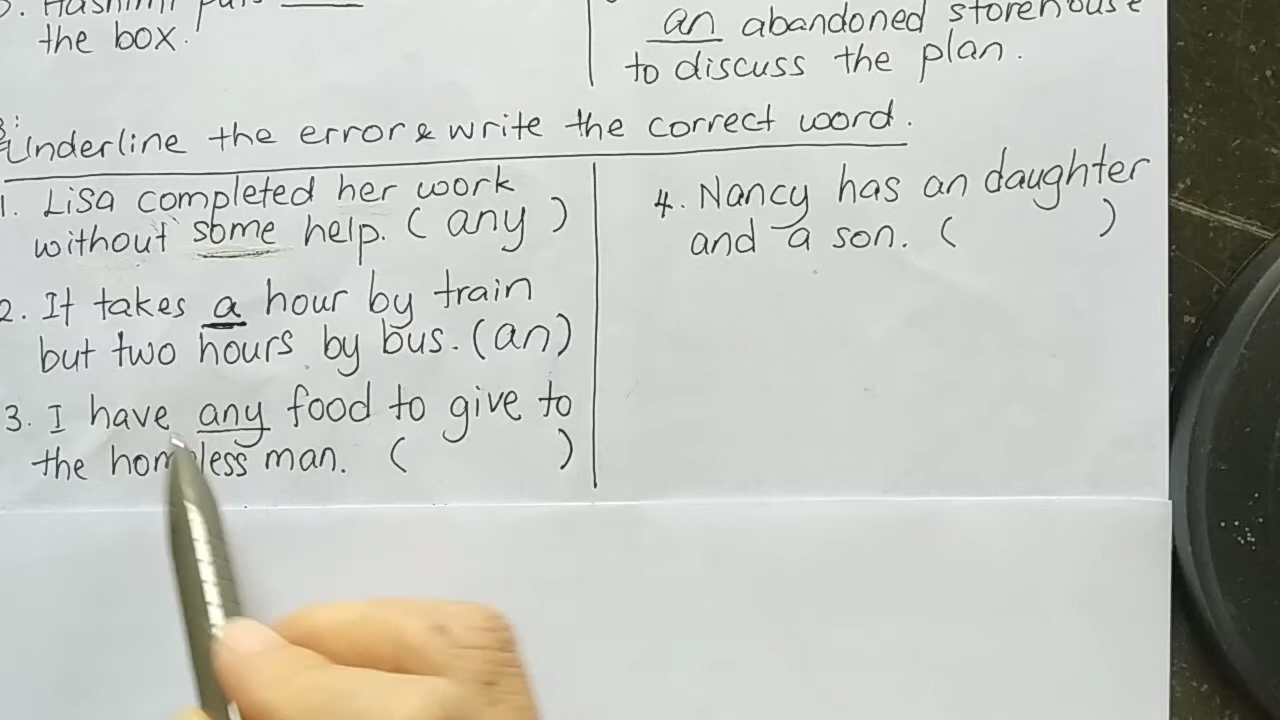 the box.
an abandoned storehouse
to discuss the plan.
Underline the error & write the correct word.
1. Lisa completed her work
without some help. ( any )
2. It takes a hour by train
but two hours by bus. (an)
3. I have any food to give to
the homeless man. ( )
4. Nancy has an daughter
and a son. ( )